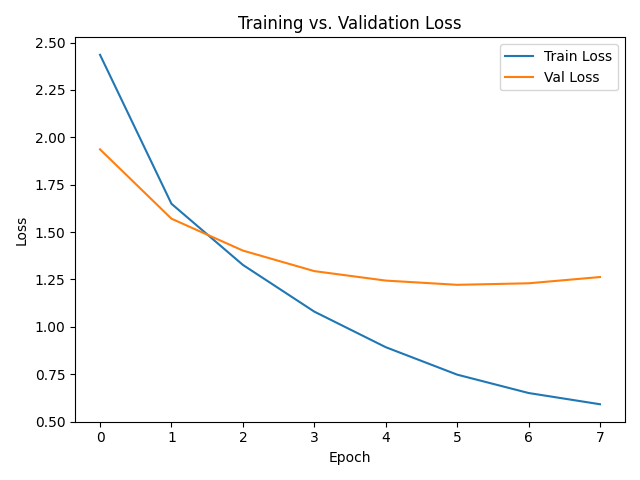 Training vs. Validation Loss
Train Loss
Val Loss
2.50
2.25
2.00
1.75
1.50
1.25
1.00
0.75
0.50
Loss
0 1 2 3 4 5 6 7
Epoch